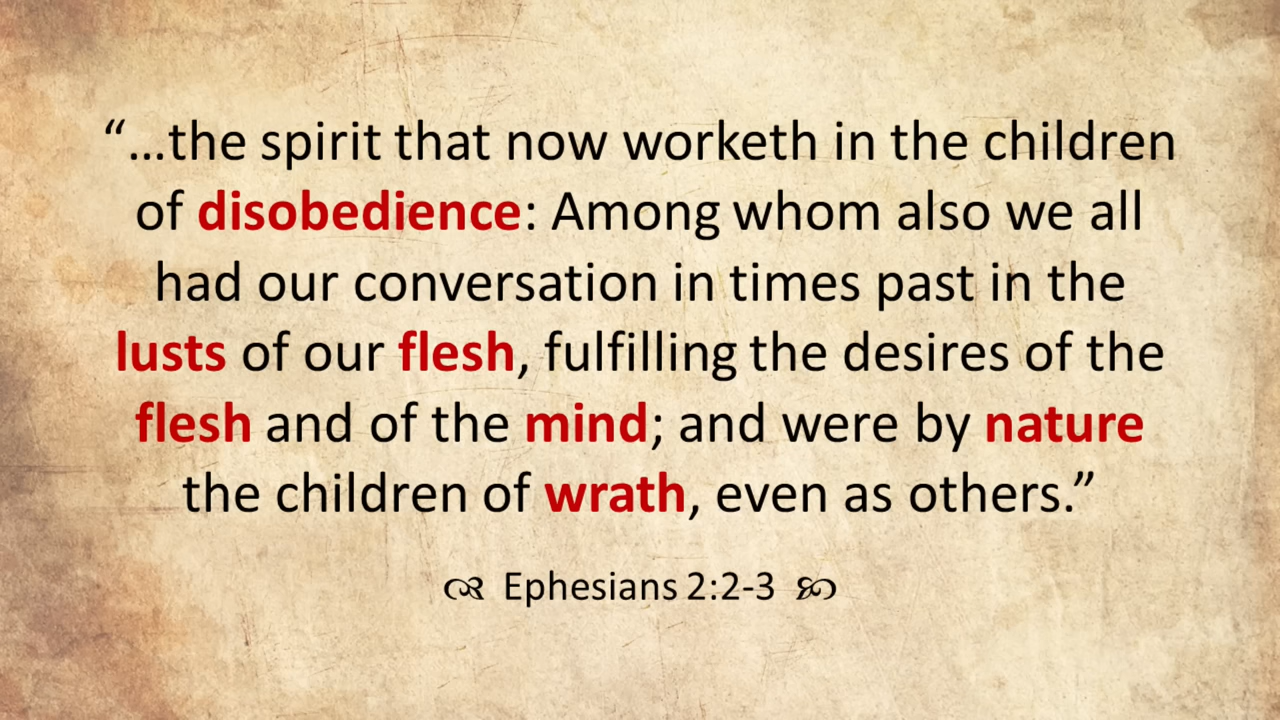 “…the spirit that now worketh in the children
of disobedience: Among whom also we all
had our conversation in times past in the
lusts of our flesh, fulfilling the desires of the
flesh and of the mind; and were by nature
the children of wrath, even as others.”
Ephesians 2:2-3